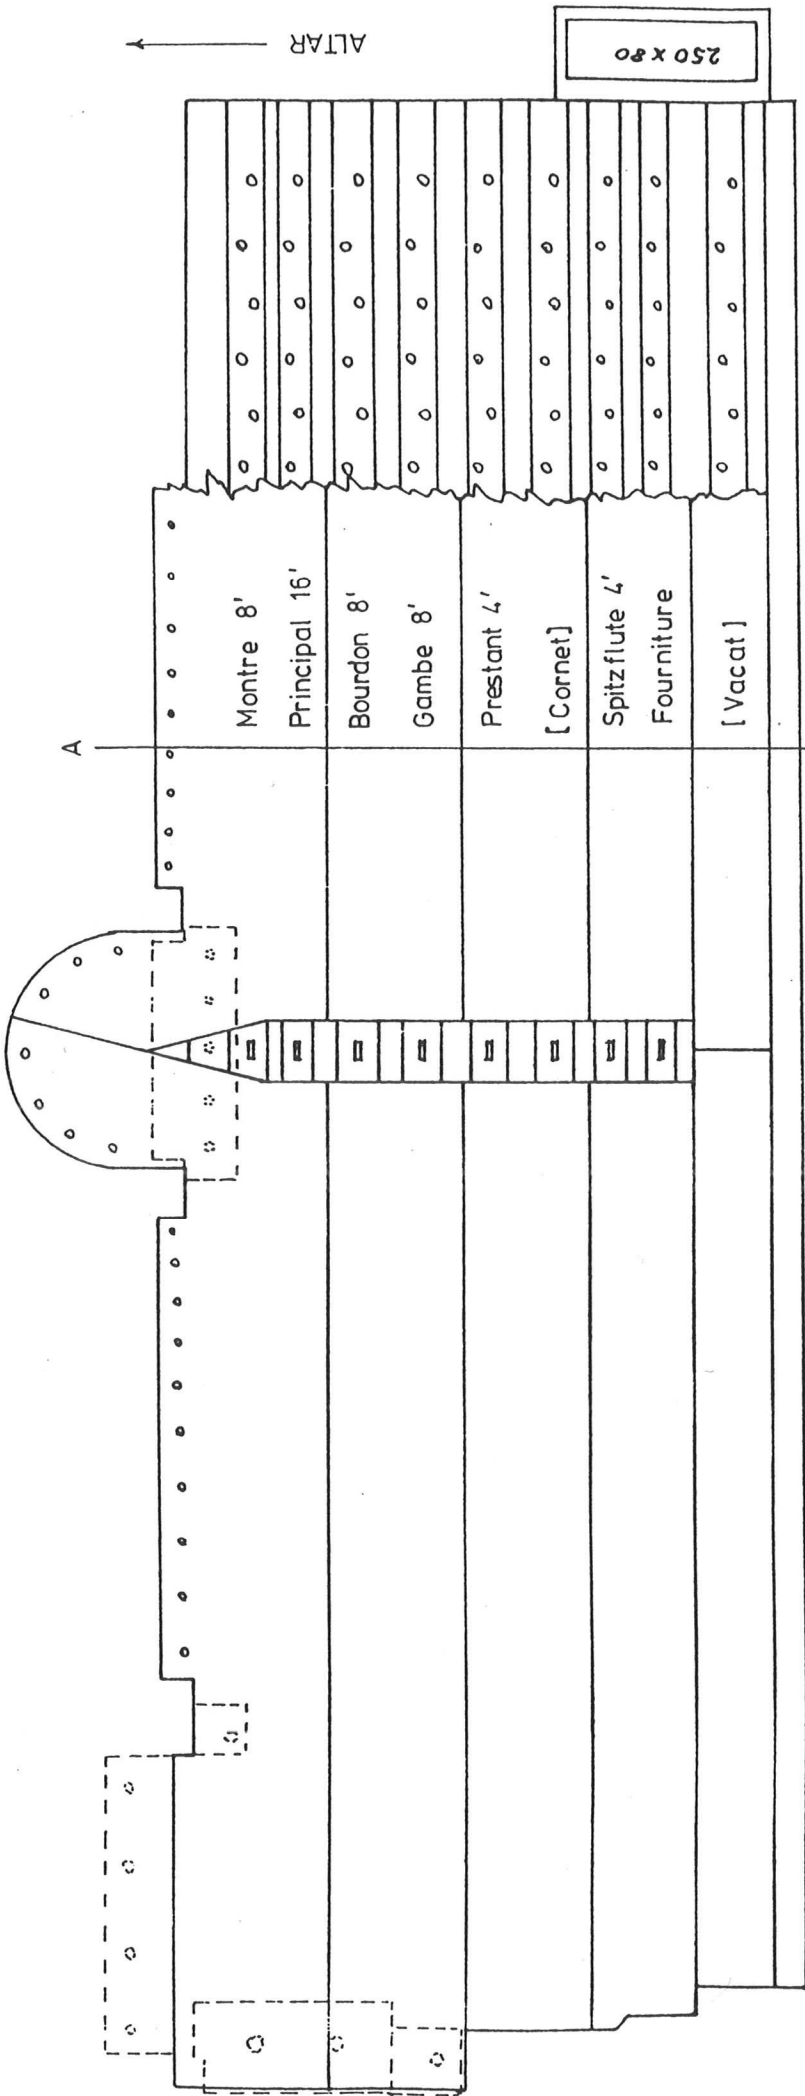 ALTAR
250 x 80
A
Montre 8'
Principal 16'
Bourdon 8'
Gambe 8'
Prestant 4'
[Cornet]
Spitzflute 4'
Fourniture
[Vacat]